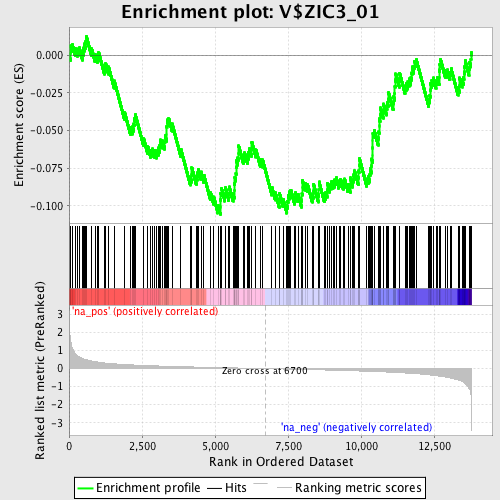 Enrichment plot: V$ZIC3_01
Enrichment score (ES)
0.000
-0.025
-0.050
-0.075
-0.100
'na_pos' (positively correlated)
Ranked list metric (PreRanked)
3
2
1
0
-1
-2
-3
Zero cross at 6700
'na_neg' (negatively correlated)
0
2,500
5,000
7,500
10,000
12,500
Rank in Ordered Dataset
Enrichment profile
Hits
Ranking metric scores